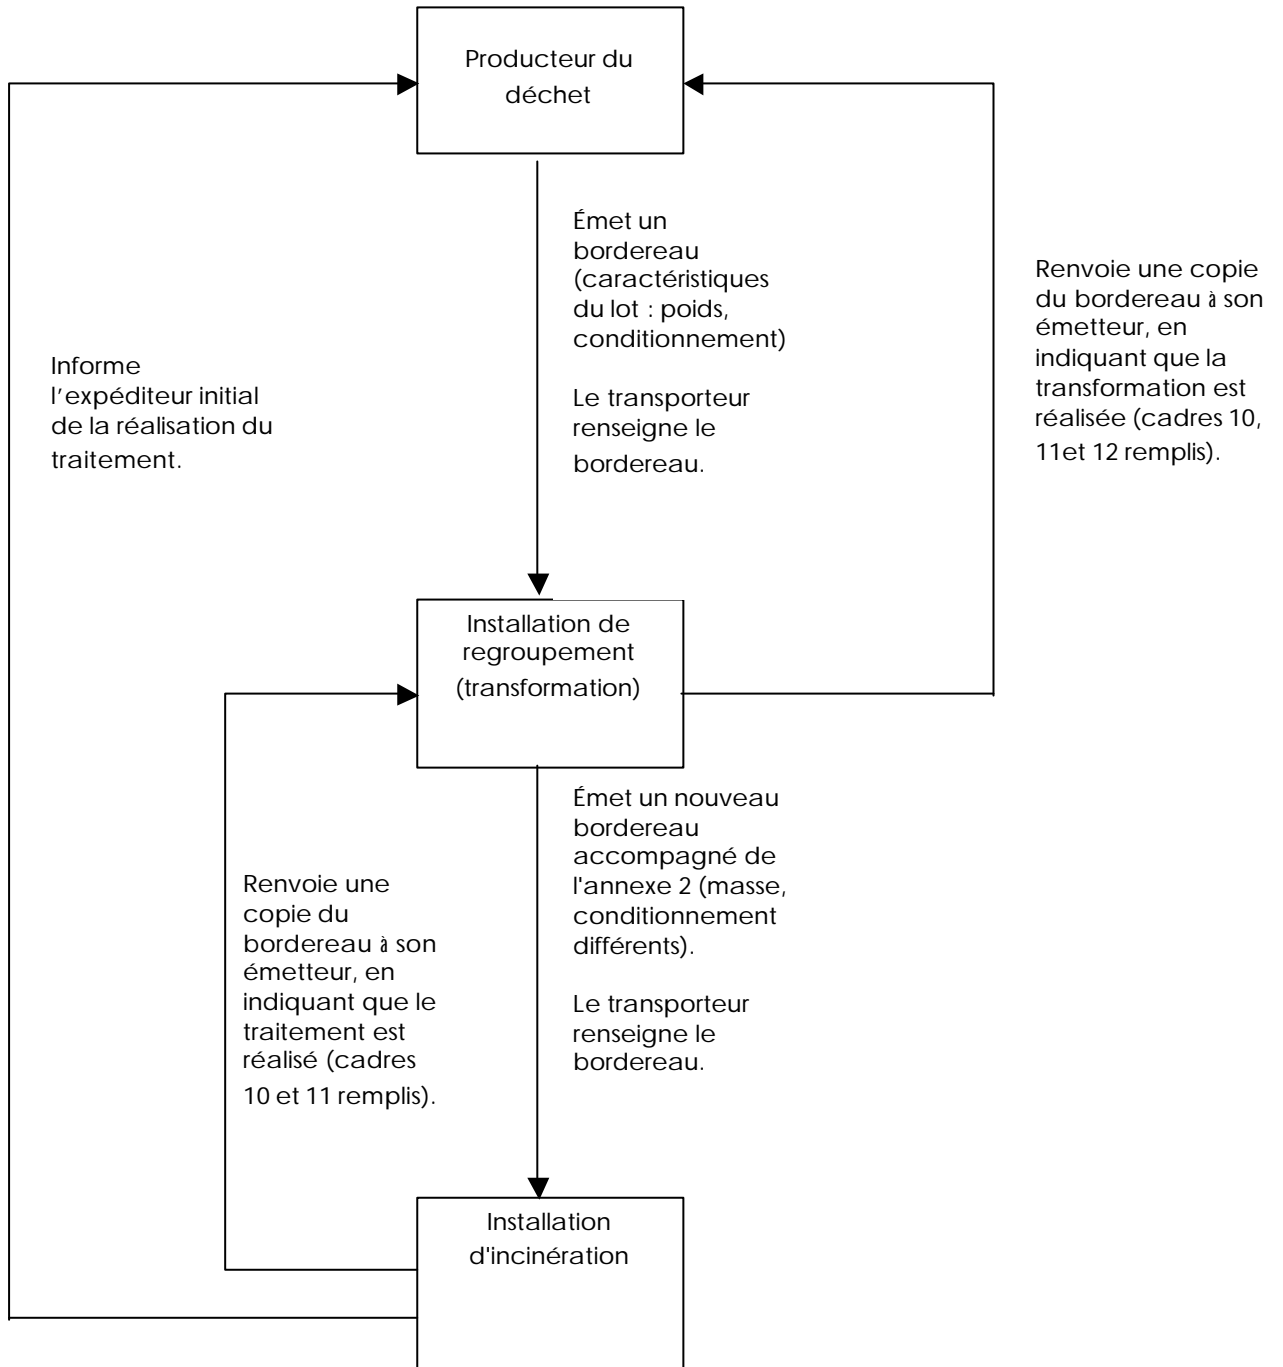 Producteur du
déchet
Émet un
bordereau
(caractéristiques
du lot : poids,
conditionnement)
Le transporteur
renseigne le
bordereau.
Renvoie une copie
du bordereau à son
émetteur, en
indiquant que la
transformation est
réalisée (cadres 10,
11et 12 remplis).
Informe
l’expéditeur initial
de la réalisation du
traitement.
Installation de
regroupement
(transformation)
Émet un nouveau
bordereau
accompagné de
l'annexe 2 (masse,
conditionnement
différents).
Le transporteur
renseigne le
bordereau.
Renvoie une
copie du
bordereau à son
émetteur, en
indiquant que le
traitement est
réalisé (cadres
10 et 11 remplis).
Installation
d'incinération